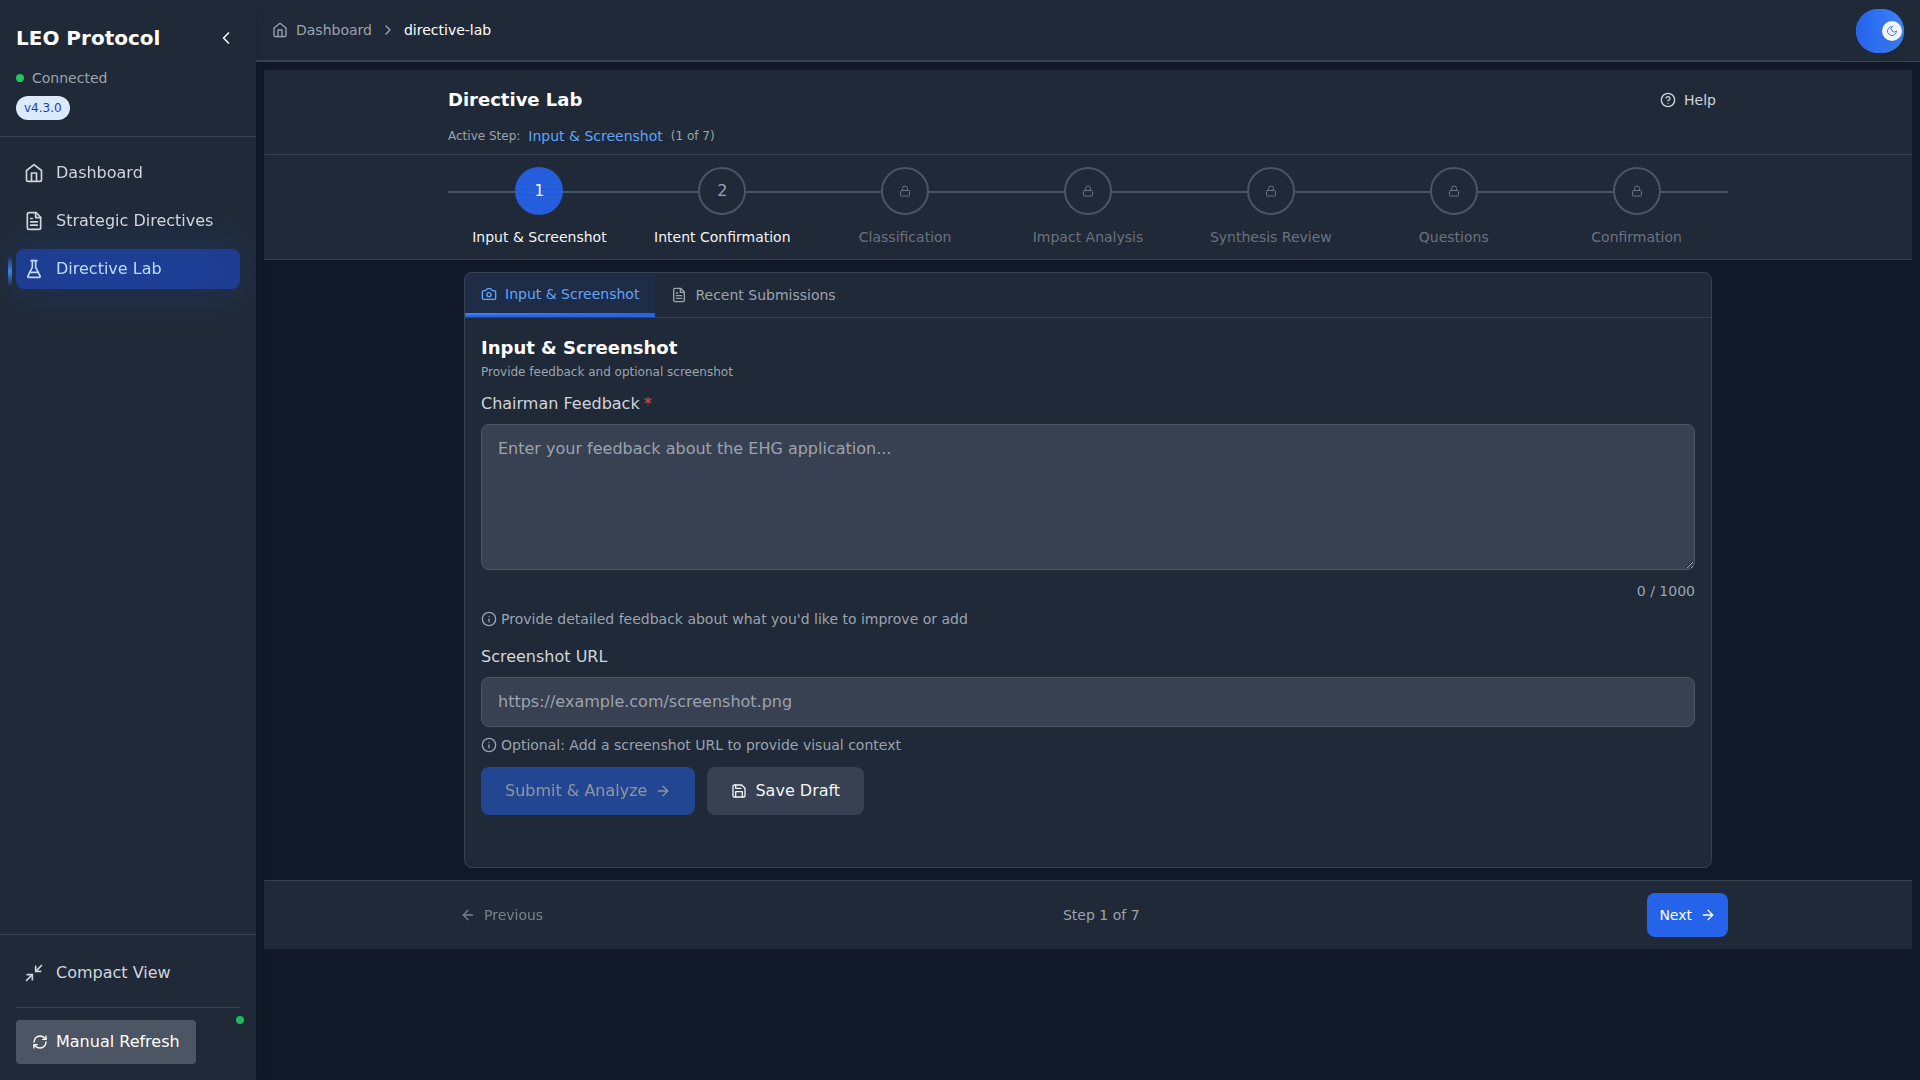 LEO Protocol
Connected
v4.3.0
Dashboard
Strategic Directives
Directive Lab
Compact View
Manual Refresh
Dashboard
directive-lab
Directive Lab
Help
Active Step: Input & Screenshot (1 of 7)
1
2
Input & Screenshot
Intent Confirmation
Classification
Impact Analysis
Synthesis Review
Questions
Confirmation
Input & Screenshot
Recent Submissions
Input & Screenshot
Provide feedback and optional screenshot
Chairman Feedback *
Enter your feedback about the EHG application...
0 / 1000
Provide detailed feedback about what you'd like to improve or add
Screenshot URL
https://example.com/screenshot.png
Optional: Add a screenshot URL to provide visual context
Submit & Analyze
Save Draft
Previous
Step 1 of 7
Next